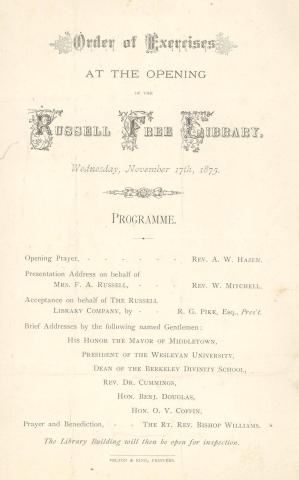 Order of Exercises
AT THE OPENING
OF THE
RUSSELL FREE LIBRARY,
Wednesday, November 17th, 1875.
PROGRAMME.
Opening Prayer, - - - - - - REV. A. W. HAZEN.
Presentation Address on behalf of
MRS. F. A. RUSSELL, - - - REV. W. MITCHELL.
Acceptance on behalf of THE RUSSELL
LIBRARY COMPANY, by - - R. G. PIKE, ESQ., Pres't.
Brief Addresses by the following named Gentlemen:
HIS HONOR THE MAYOR OF MIDDLETOWN,
PRESIDENT OF THE WESLEYAN UNIVERSITY,
DEAN OF THE BERKELEY DIVINITY SCHOOL,
REV. DR. CUMMINGS,
HON. BENJ. DOUGLAS,
HON. O. V. COFFIN,
Prayer and Benediction, - - THE RT. REV. BISHOP WILLIAMS.
The Library Building will then be open for inspection.
PELTON & KING, PRINTERS.